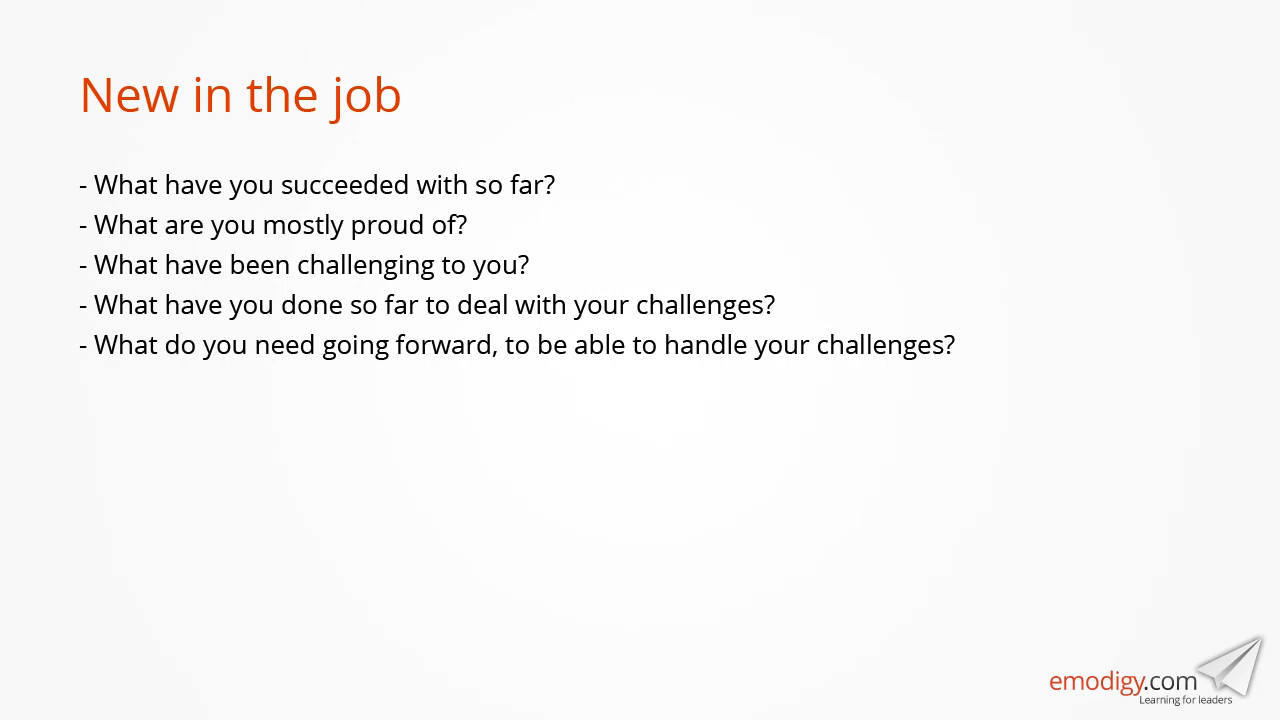 New in the job
- What have you succeeded with so far?
- What are you mostly proud of?
- What have been challenging to you?
- What have you done so far to deal with your challenges?
- What do you need going forward, to be able to handle your challenges?
emodigy.com
Learning for leaders